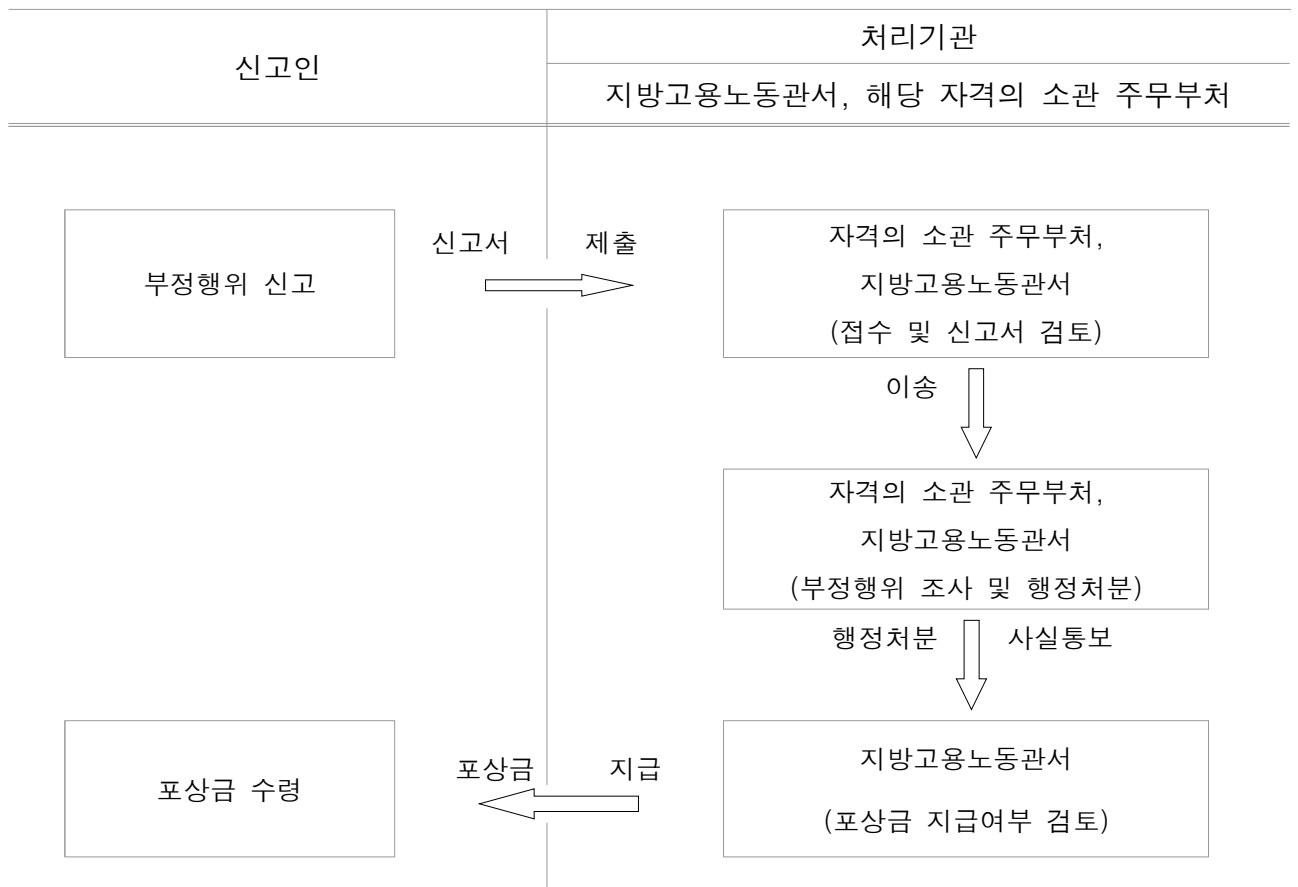 신고인
처리기관
지방고용노동관서, 해당 자격의 소관 주무부처
부정행위 신고
신고서 제출
자격의 소관 주무부처,
지방고용노동관서
(접수 및 신고서 검토)
이송
자격의 소관 주무부처,
지방고용노동관서
(부정행위 조사 및 행정처분)
행정처분 사실통보
지방고용노동관서
(포상금 지급여부 검토)
포상금 지급
포상금 수령